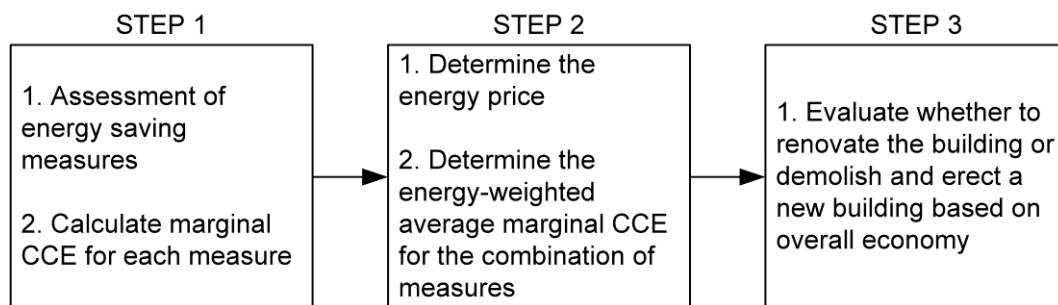 STEP 1
1. Assessment of
energy saving
measures
2. Calculate marginal
CCE for each measure
STEP 2
1. Determine the
energy price
2. Determine the
energy-weighted
average marginal CCE
for the combination of
measures
STEP 3
1. Evaluate whether to
renovate the building or
demolish and erect a
new building based on
overall economy